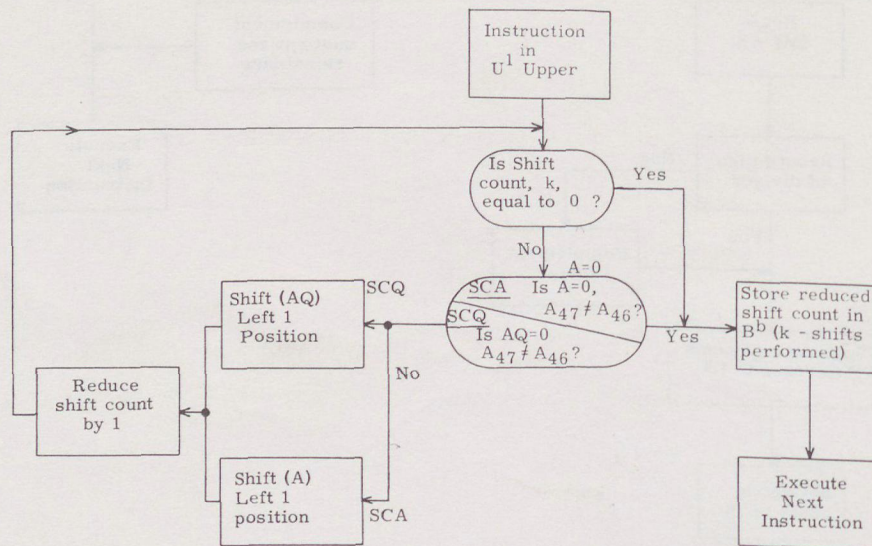 Instruction
in
U¹ Upper
Is Shift
count, k,
equal to 0 ?
Yes
No
A=0
SCA Is A=0,
A₄₇ ≠ A₄₆?
SCQ
Is AQ=0
A₄₇ ≠ A₄₆?
Yes
Store reduced
shift count in
Bᵇ (k - shifts
performed)
Execute
Next
Instruction
SCQ
No
SCA
Shift (AQ)
Left 1
Position
Shift (A)
Left 1
position
Reduce
shift count
by 1